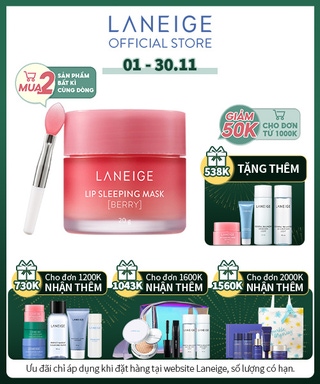 LANEIGE
OFFICIAL STORE
01 - 30.11
MUA 2
SẢN PHẨM
BẤT KÌ
CÙNG DÒNG
GIẢM
50K
CHO ĐƠN
TỪ 1000K
LANEIGE
LIP SLEEPING MASK
[BERRY]
20 g
538K
TẶNG THÊM
Cho đơn 1200K
730K NHẬN THÊM
Cho đơn 1600K
1043K NHẬN THÊM
Cho đơn 2000K
1560K NHẬN THÊM
Ưu đãi chỉ áp dụng khi đặt hàng tại website Laneige, số lượng có hạn.